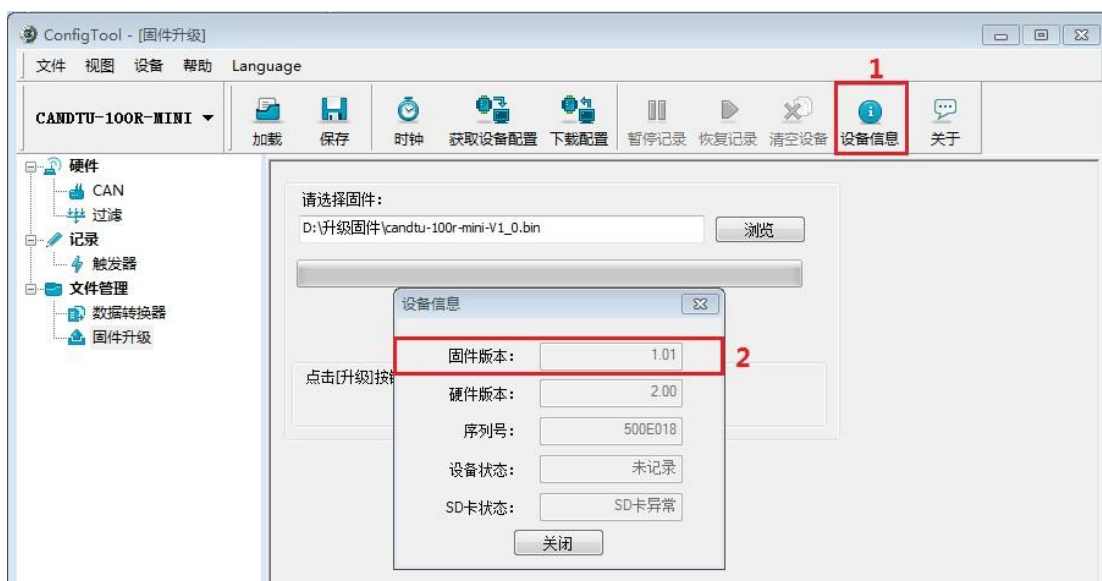 ConfigTool - [固件升级]
文件 视图 设备 帮助 Language
1
CANDTU-100R-MINI
加载 保存 时钟 获取设备配置 下载配置 暂停记录 恢复记录 清空设备 设备信息 关于
硬件
CAN
过滤
记录
触发器
文件管理
数据转换器
固件升级
请选择固件:
D:\升级固件\candtu-100r-mini-V1_0.bin 浏览
设备信息
固件版本: 1.01
2
点击[升级]按
硬件版本: 2.00
序列号: 500E018
设备状态: 未记录
SD卡状态: SD卡异常
关闭